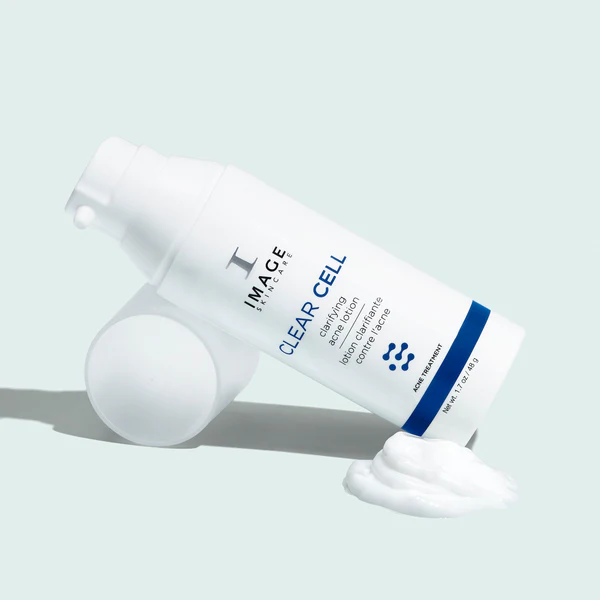 I
IMAGE
SKINCARE
CLEAR CELL
clarifying
acne lotion
lotion clarifiante
contre l'acne
ACNE TREATMENT
Net wt. 1.7 oz / 48 g